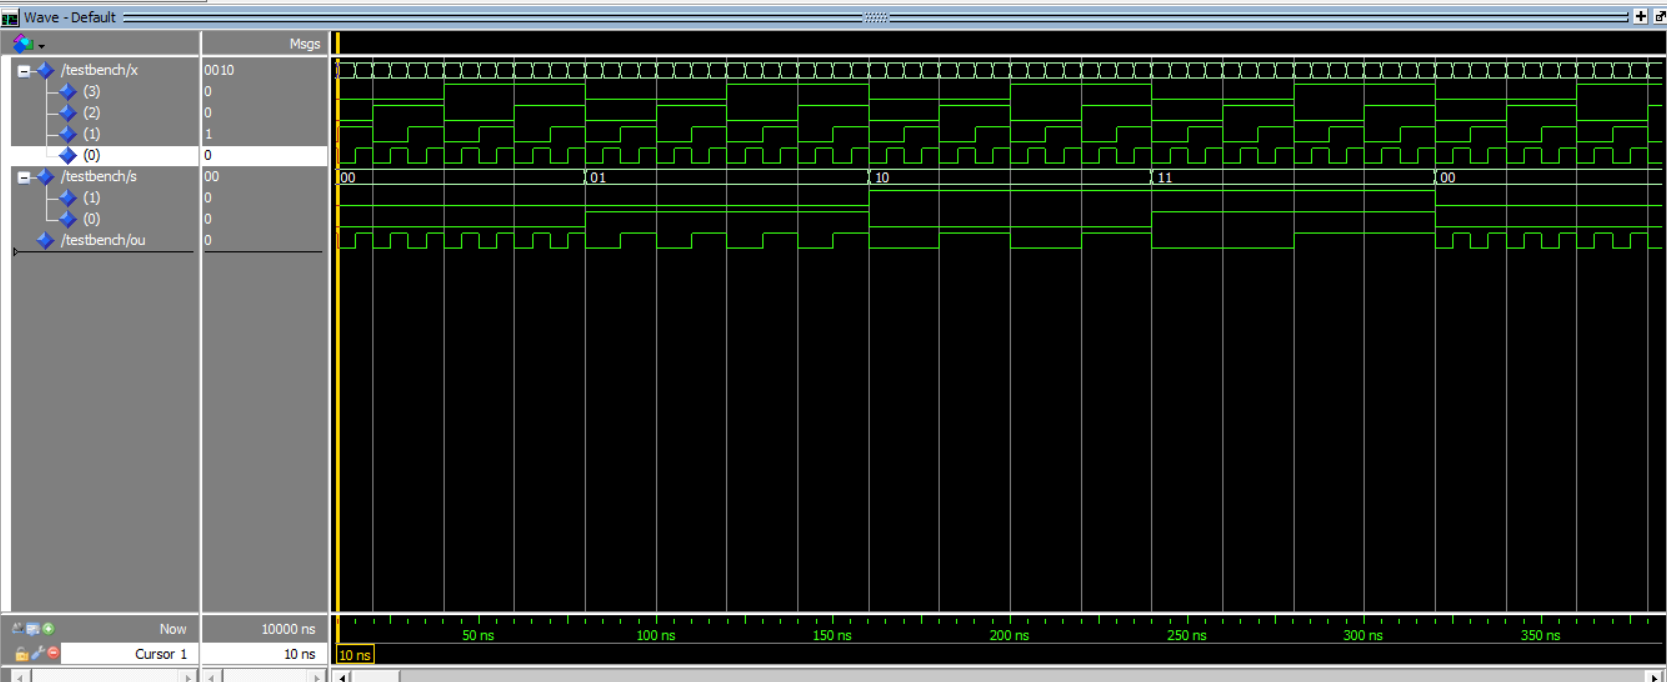 Wave - Default
Msgs
/testbench/x 0010
(3) 0
(2) 0
(1) 1
(0) 0
/testbench/s 00 00 01 10 11 00
(1) 0
(0) 0
/testbench/ou 0
Now 10000 ns 50 ns 100 ns 150 ns 200 ns 250 ns 300 ns 350 ns
Cursor 1 10 ns 10 ns